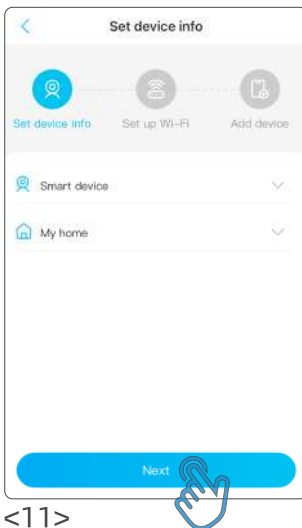 Set device info
Set device info Set up Wi-Fi Add device
Smart device
My home
Next
<11>